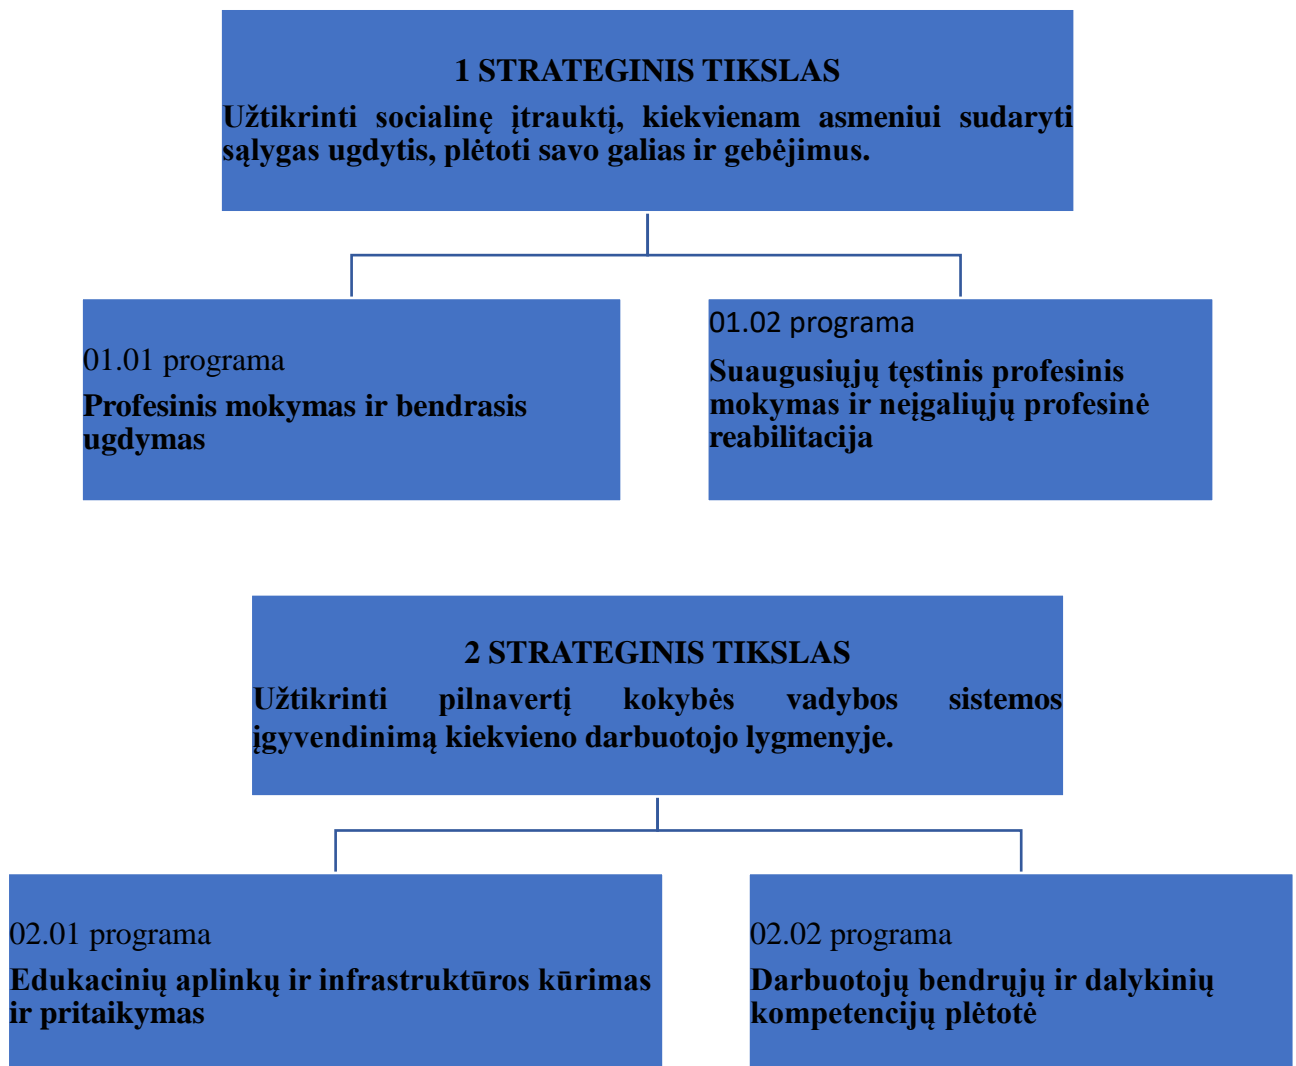 1 STRATEGINIS TIKSLAS
Užtikrinti socialinę įtrauktį, kiekvienam asmeniui sudaryti
sąlygas ugdytis, plėtoti savo galias ir gebėjimus.
01.01 programa
Profesinis mokymas ir bendrasis
ugdymas
01.02 programa
Suaugusiųjų tęstinis profesinis
mokymas ir neįgaliųjų profesinė
reabilitacija
2 STRATEGINIS TIKSLAS
Užtikrinti pilnavertį kokybės vadybos sistemos
įgyvendinimą kiekvieno darbuotojo lygmenyje.
02.01 programa
Edukacinių aplinkų ir infrastruktūros kūrimas
ir pritaikymas
02.02 programa
Darbuotojų bendrųjų ir dalykinių
kompetencijų plėtotė